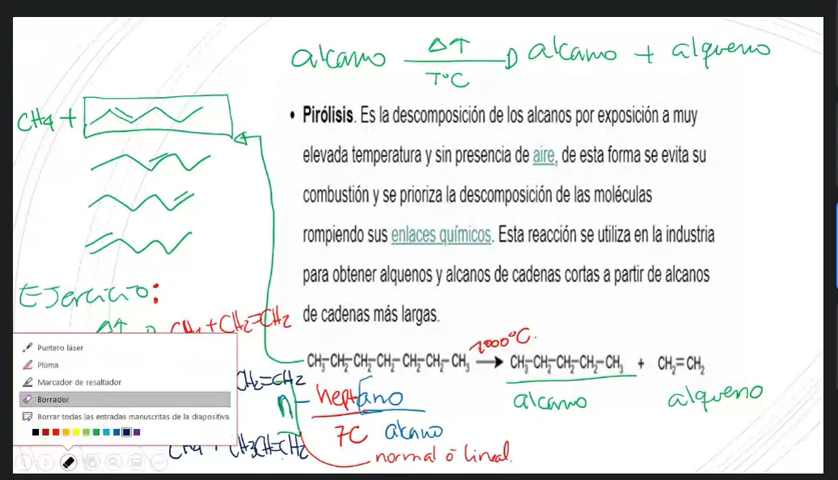 alcano ΔT T°C → alcano + alqueno
CH4 +
• Pirólisis. Es la descomposición de los alcanos por exposición a muy
elevada temperatura y sin presencia de aire, de esta forma se evita su
combustión y se prioriza la descomposición de las moléculas
rompiendo sus enlaces químicos. Esta reacción se utiliza en la industria
para obtener alquenos y alcanos de cadenas cortas a partir de alcanos
de cadenas más largas.
Ejercicio:
+ CH2=CH2
CH3-CH2-CH2-CH2-CH2-CH2-CH3 → CH3-CH2-CH2-CH2-CH3 + CH2=CH2
alcano alqueno
CH2=CH2
n-heptano
7C alcano
normal ó lineal.
Puntero láser
Pluma
Marcador de resaltador
Borrador
Borrar todas las entradas manuscritas de la diapositiva